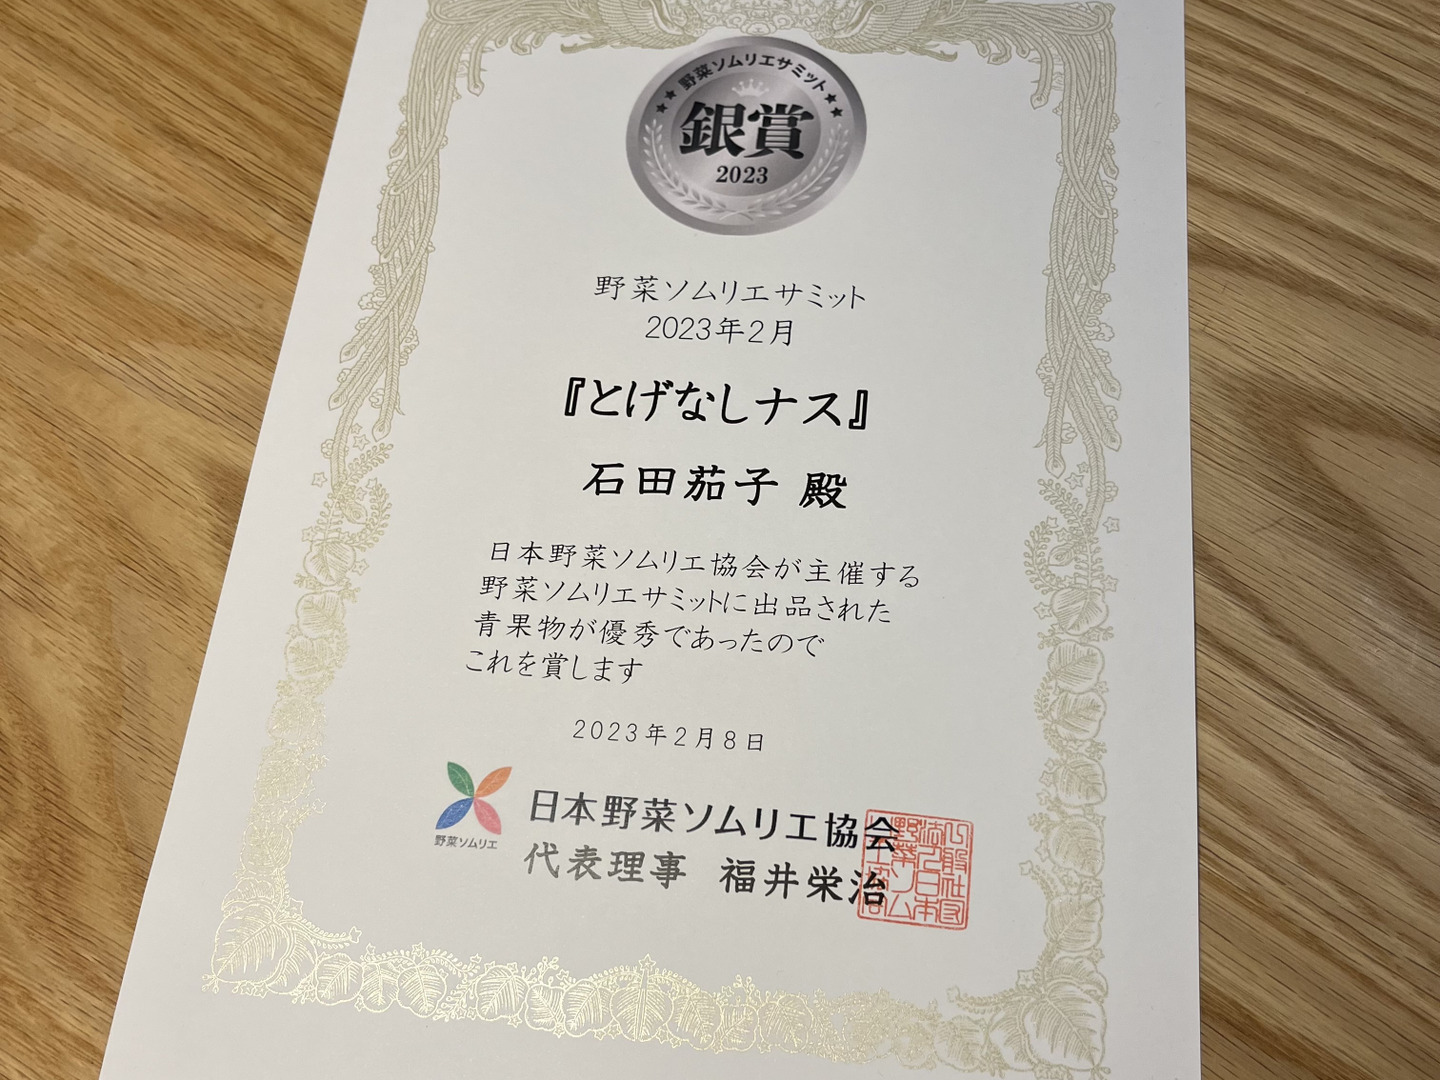 ★★野菜ソムリエサミット★★
銀賞
2023
野菜ソムリエサミット
2023年2月
『とげなしナス』
石田茄子 殿
日本野菜ソムリエ協会が主催する
野菜ソムリエサミットに出品された
青果物が優秀であったので
これを賞します
2023年2月8日
野菜ソムリエ
日本野菜ソムリエ協会
代表理事 福井栄治